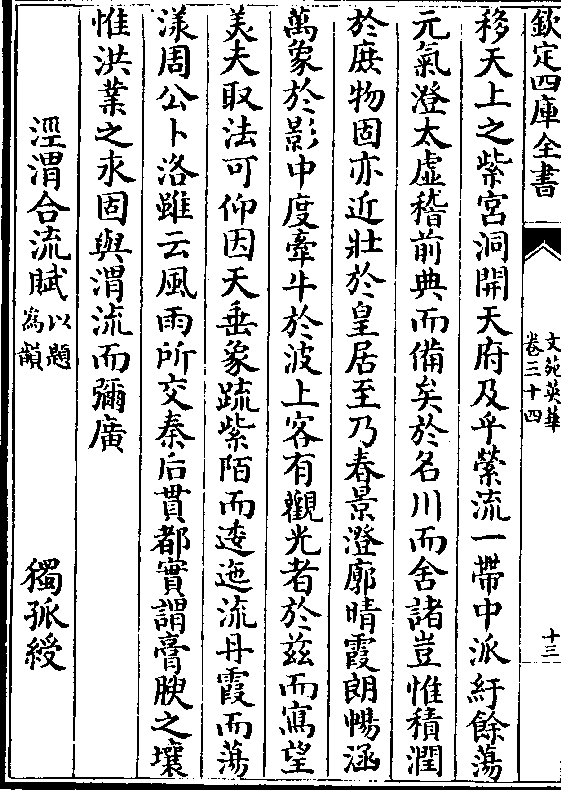 欽定四庫全書
文苑英華
卷三十四
十三
移天上之紫宮洞開天府及乎縈流一帶中派紆餘蕩
元氣澄太虛稽前典而備矣於名川而舍諸豈惟積潤
於庶物固亦近壯於皇居至乃春景澄廓晴霞朗暢涵
萬象於影中度牽牛於波上客有觀光者於兹而寫望
美夫取法可仰因天垂象疏紫陌而逶迤流丹霞而蕩
漾周公卜洛雖云風雨所交秦后貫都實謂膏腴之壤
惟洪業之永固與渭流而彌廣
涇渭合流賦 以題為韻 獨孤綬